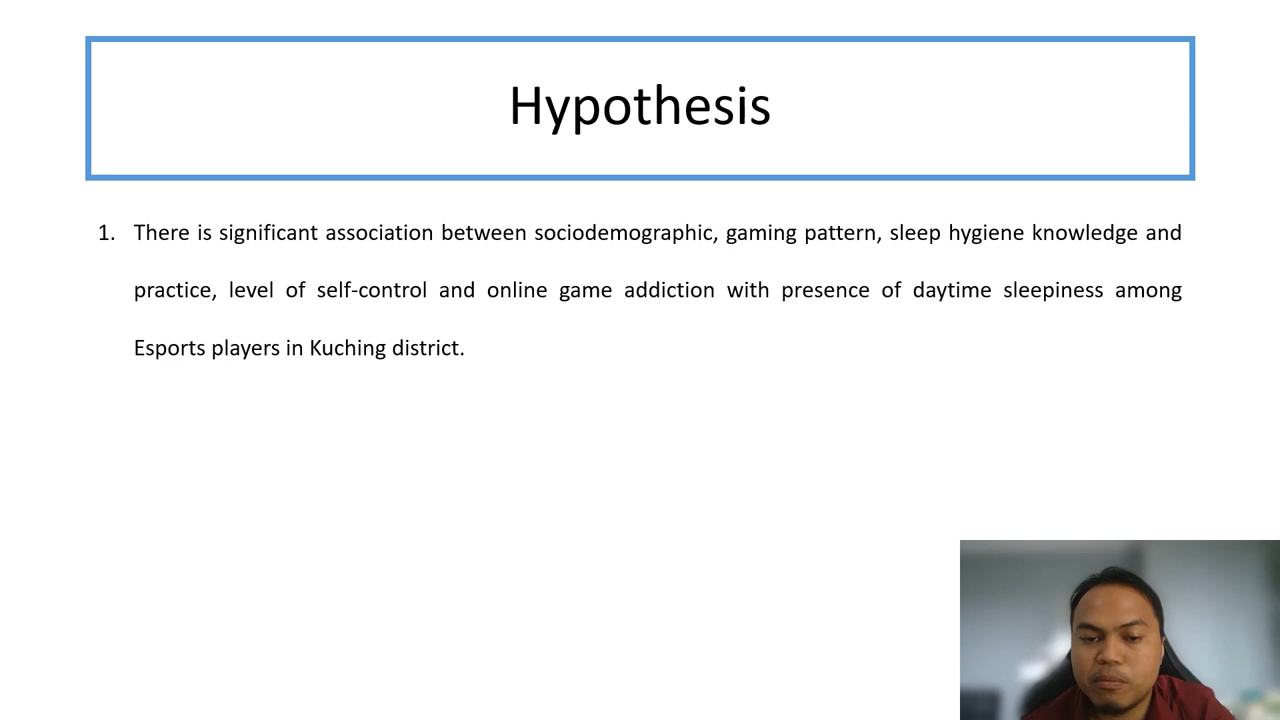 Hypothesis
1. There is significant association between sociodemographic, gaming pattern, sleep hygiene knowledge and
practice, level of self-control and online game addiction with presence of daytime sleepiness among
Esports players in Kuching district.